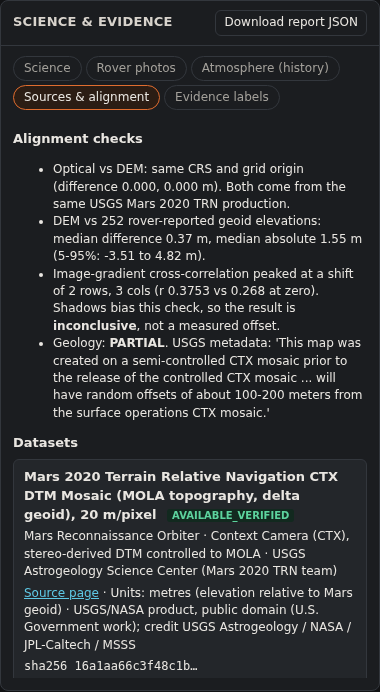 SCIENCE & EVIDENCE
Download report JSON
Science
Rover photos
Atmosphere (history)
Sources & alignment
Evidence labels
Alignment checks
• Optical vs DEM: same CRS and grid origin
(difference 0.000, 0.000 m). Both come from the
same USGS Mars 2020 TRN production.
• DEM vs 252 rover-reported geoid elevations:
median difference 0.37 m, median absolute 1.55 m
(5-95%: -3.51 to 4.82 m).
• Image-gradient cross-correlation peaked at a shift
of 2 rows, 3 cols (r 0.3753 vs 0.268 at zero).
Shadows bias this check, so the result is
inconclusive, not a measured offset.
• Geology: PARTIAL. USGS metadata: 'This map was
created on a semi-controlled CTX mosaic prior to
the release of the controlled CTX mosaic ... will
have random offsets of about 100-200 meters from
the surface operations CTX mosaic.'
Datasets
Mars 2020 Terrain Relative Navigation CTX
DTM Mosaic (MOLA topography, delta
geoid), 20 m/pixel AVAILABLE_VERIFIED
Mars Reconnaissance Orbiter · Context Camera (CTX),
stereo-derived DTM controlled to MOLA · USGS
Astrogeology Science Center (Mars 2020 TRN team)
Source page · Units: metres (elevation relative to Mars
geoid) · USGS/NASA product, public domain (U.S.
Government work); credit USGS Astrogeology / NASA /
JPL-Caltech / MSSS
sha256 16a1aa66c3f48c1b…